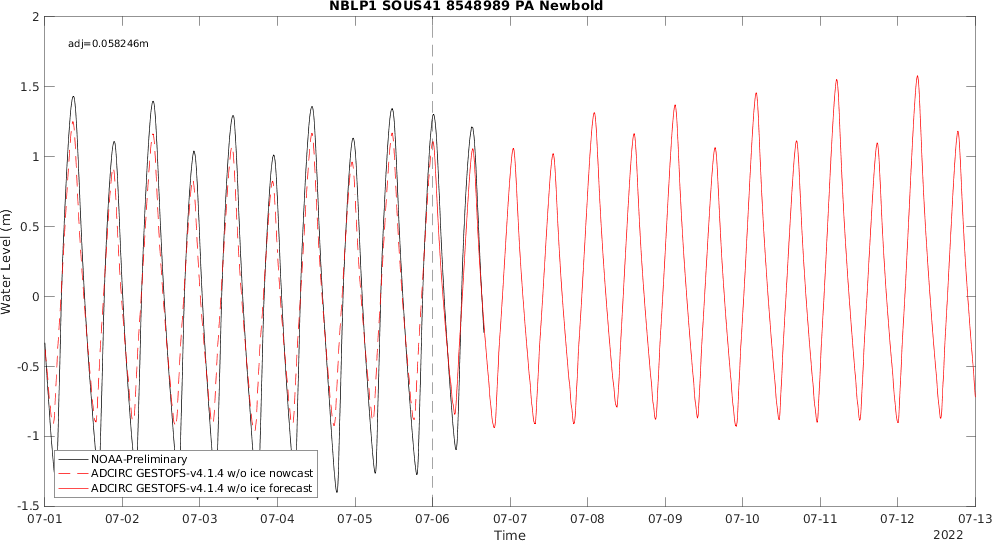 NBLP1 SOUS41 8548989 PA Newbold
adj=0.058246m
2
1.5
1
0.5
0
-0.5
-1
-1.5
Water Level (m)
NOAA-Preliminary
ADCIRC GESTOFS-v4.1.4 w/o ice nowcast
ADCIRC GESTOFS-v4.1.4 w/o ice forecast
07-01 07-02 07-03 07-04 07-05 07-06 07-07 07-08 07-09 07-10 07-11 07-12 07-13
Time
2022